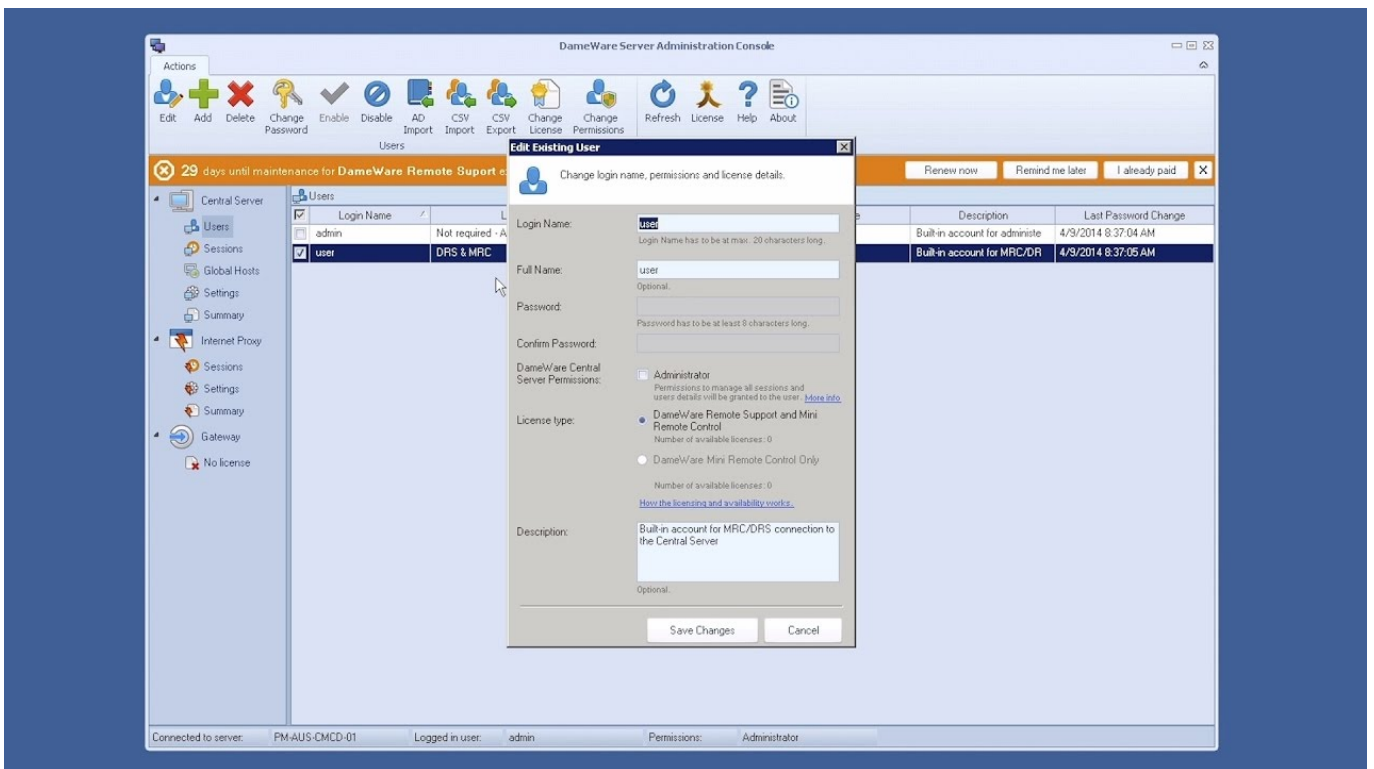 DameWare Server Administration Console
Actions
Edit Add Delete Change Password Enable Disable AD Import CSV Import CSV Export Change License Change Permissions Refresh License Help About
Users
29 days until maintenance for DameWare Remote Suport e
Renew now Remind me later I already paid X
Central Server
Users
Sessions
Global Hosts
Settings
Summary
Internet Proxy
Sessions
Settings
Summary
Gateway
No license
Users
Login Name L e Description Last Password Change
admin Not required - A Built-in account for administe 4/9/2014 8:37:04 AM
user DRS & MRC Built-in account for MRC/DR 4/9/2014 8:37:05 AM
Edit Existing User
Change login name, permissions and license details.
Login Name: user
Login Name has to be at max. 20 characters long.
Full Name: user
Optional.
Password:
Password has to be at least 8 characters long.
Confirm Password:
DameWare Central
Server Permissions:
Administrator
Permissions to manage all sessions and
users details will be granted to the user. More info
License type:
DameWare Remote Support and Mini
Remote Control
Number of available licenses: 0
DameWare Mini Remote Control Only
Number of available licenses: 0
How the licensing and availability works.
Description:
Built-in account for MRC/DRS connection to
the Central Server
Optional.
Save Changes Cancel
Connected to server: PM-AUS-CMCD-01 Logged in user: admin Permissions: Administrator